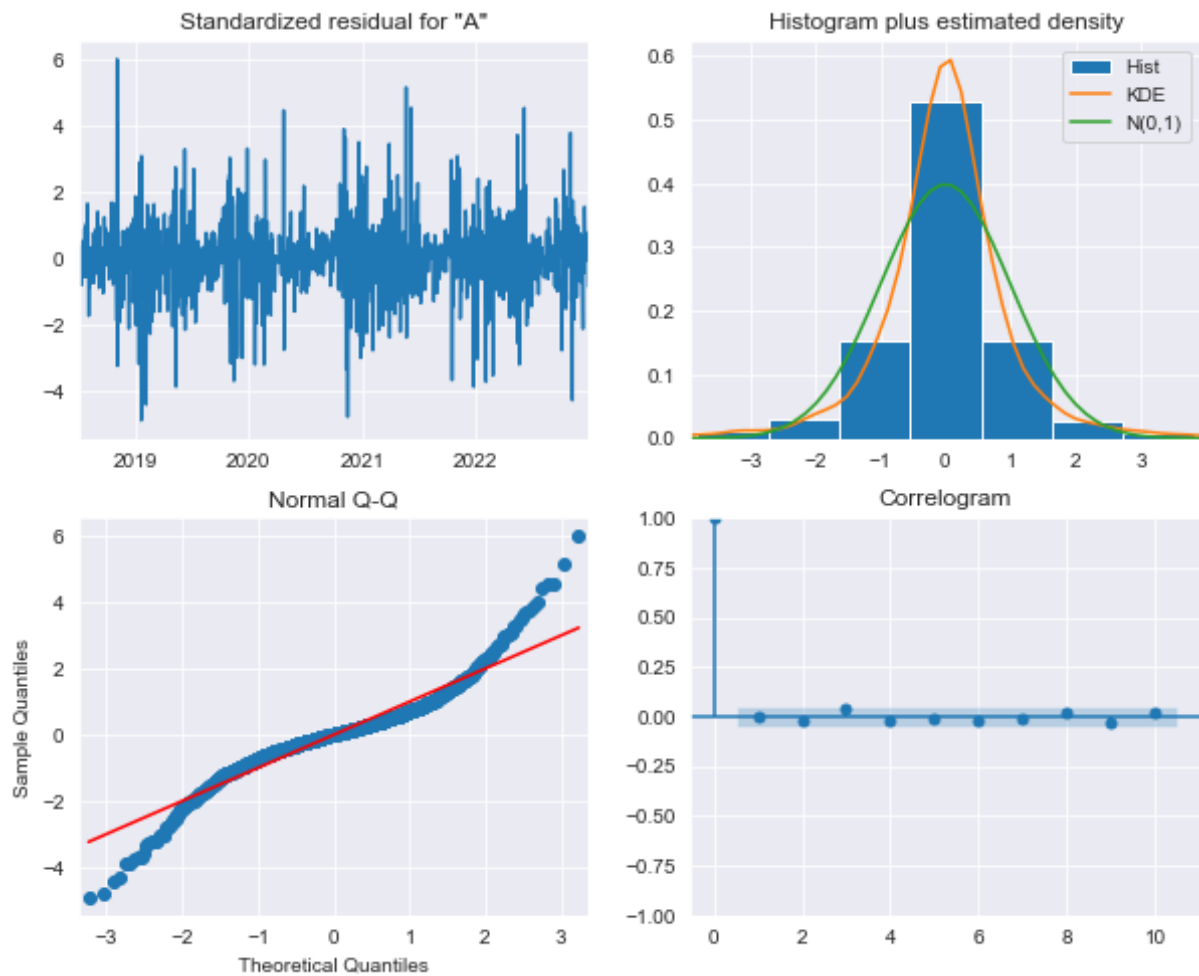 Standardized residual for "A"
6
4
2
0
−2
−4
2019 2020 2021 2022
Histogram plus estimated density
0.6
0.5
0.4
0.3
0.2
0.1
0.0
Hist
KDE
N(0,1)
−3 −2 −1 0 1 2 3
Normal Q-Q
Sample Quantiles
6
4
2
0
−2
−4
−3 −2 −1 0 1 2 3
Theoretical Quantiles
Correlogram
1.00
0.75
0.50
0.25
0.00
−0.25
−0.50
−0.75
−1.00
0 2 4 6 8 10